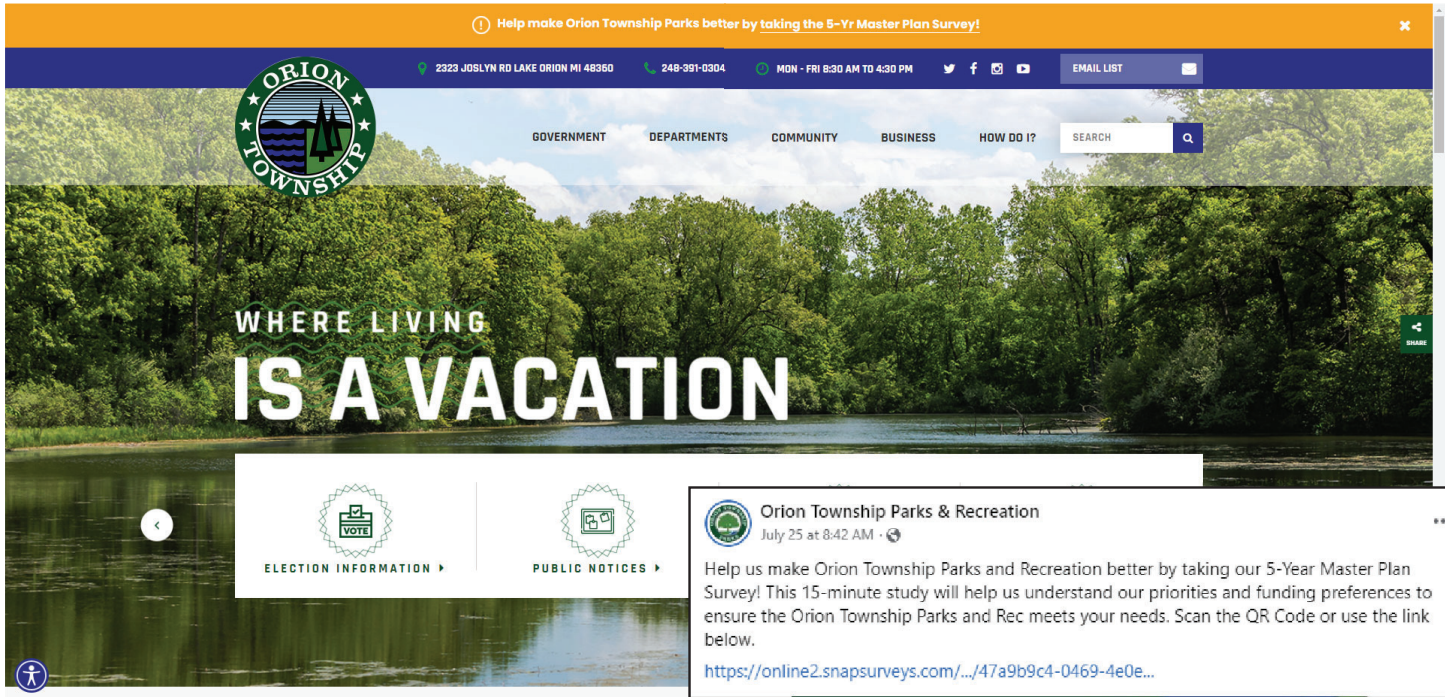 Help make Orion Township Parks better by taking the 5-Yr Master Plan Survey!
2323 JOSLYN RD LAKE ORION MI 48360
248-391-0304
MON - FRI 8:30 AM TO 4:30 PM
EMAIL LIST
ORION
TOWNSHIP
GOVERNMENT
DEPARTMENTS
COMMUNITY
BUSINESS
HOW DO I?
SEARCH
WHERE LIVING
IS A VACATION
SHARE
VOTE
ELECTION INFORMATION
PUBLIC NOTICES
Orion Township Parks & Recreation
July 25 at 8:42 AM ·
Help us make Orion Township Parks and Recreation better by taking our 5-Year Master Plan
Survey! This 15-minute study will help us understand our priorities and funding preferences to
ensure the Orion Township Parks and Rec meets your needs. Scan the QR Code or use the link
below.
https://online2.snapsurveys.com/.../47a9b9c4-0469-4e0e...